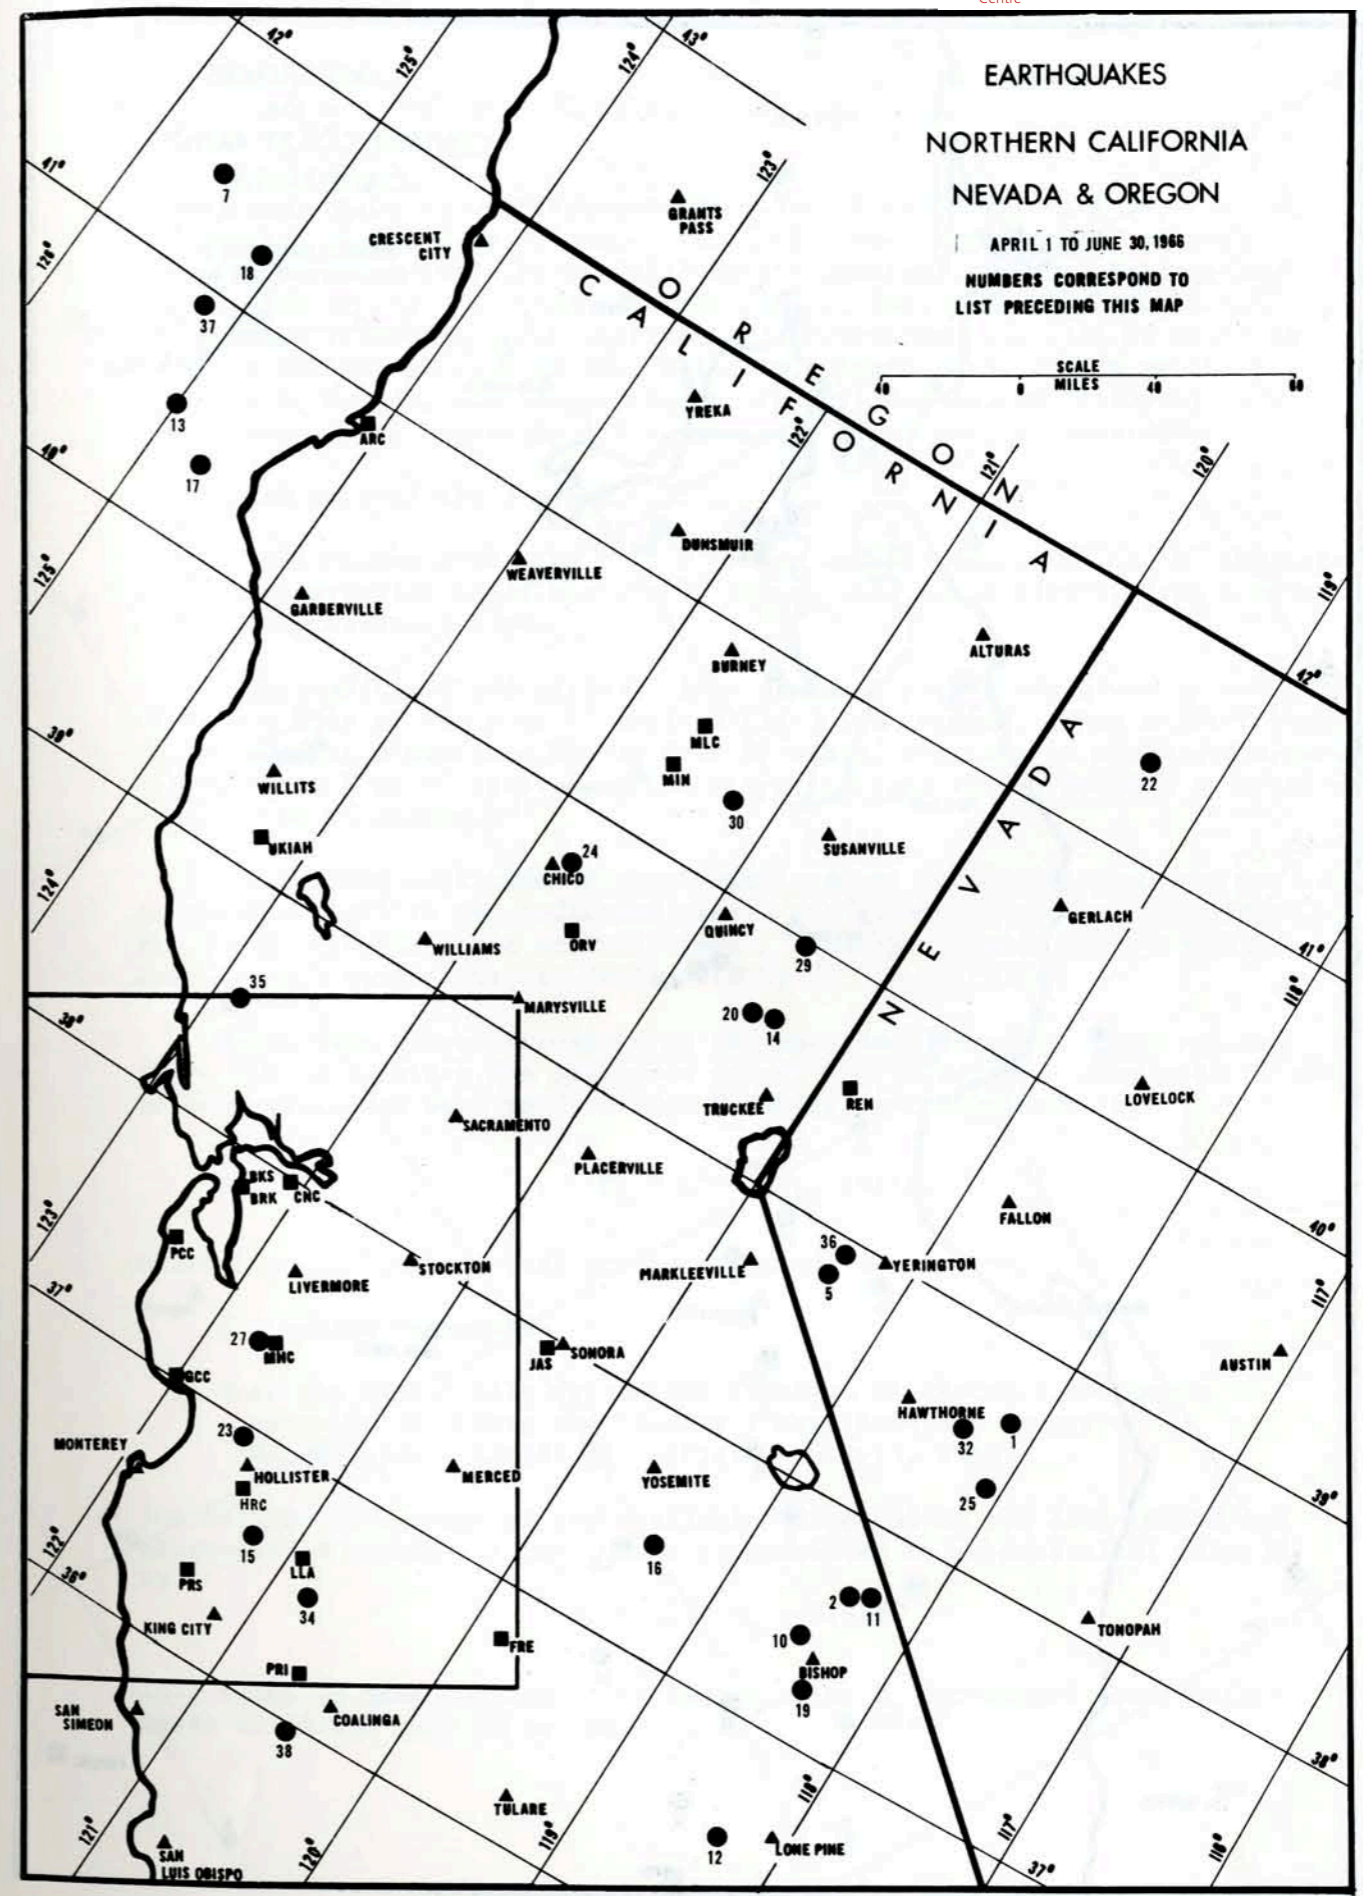 Centre
EARTHQUAKES
NORTHERN CALIFORNIA
NEVADA & OREGON
APRIL 1 TO JUNE 30, 1966
NUMBERS CORRESPOND TO
LIST PRECEDING THIS MAP
SCALE
MILES
40 0 40 80
42°
125°
124°
43°
123°
41°
126°
7
18
37
13
17
CRESCENT
CITY
GRANTS
PASS
OREGON
CALIFORNIA
YREKA
122°
121°
120°
119°
ARC
40°
125°
DUNSMUIR
WEAVERVILLE
GARBERVILLE
ALTURAS
BURNEY
42°
MLC
MIN
39°
NEVADA
22
WILLITS
30
UKIAH
SUSANVILLE
24
CHICO
124°
GERLACH
QUINCY
ORV
WILLIAMS
41°
29
118°
35
MARYSVILLE
38°
20
14
TRUCKEE
REN
LOVELOCK
SACRAMENTO
PLACERVILLE
BKS
BRK
CNC
123°
FALLON
40°
PCC
36
STOCKTON
MARKLEEVILLE
YERINGTON
5
LIVERMORE
37°
117°
27
MHC
JAS
SONORA
AUSTIN
GCC
HAWTHORNE
23
32
1
MONTEREY
HOLLISTER
MERCED
YOSEMITE
HRC
25
39°
15
122°
16
LLA
36°
PRS
34
2
11
KING CITY
10
TONOPAH
FRE
PRI
BISHOP
19
SAN
SIMEON
COALINGA
38
38°
118°
TULARE
121°
120°
119°
117°
116°
12
LONE PINE
SAN
LUIS OBISPO
37°